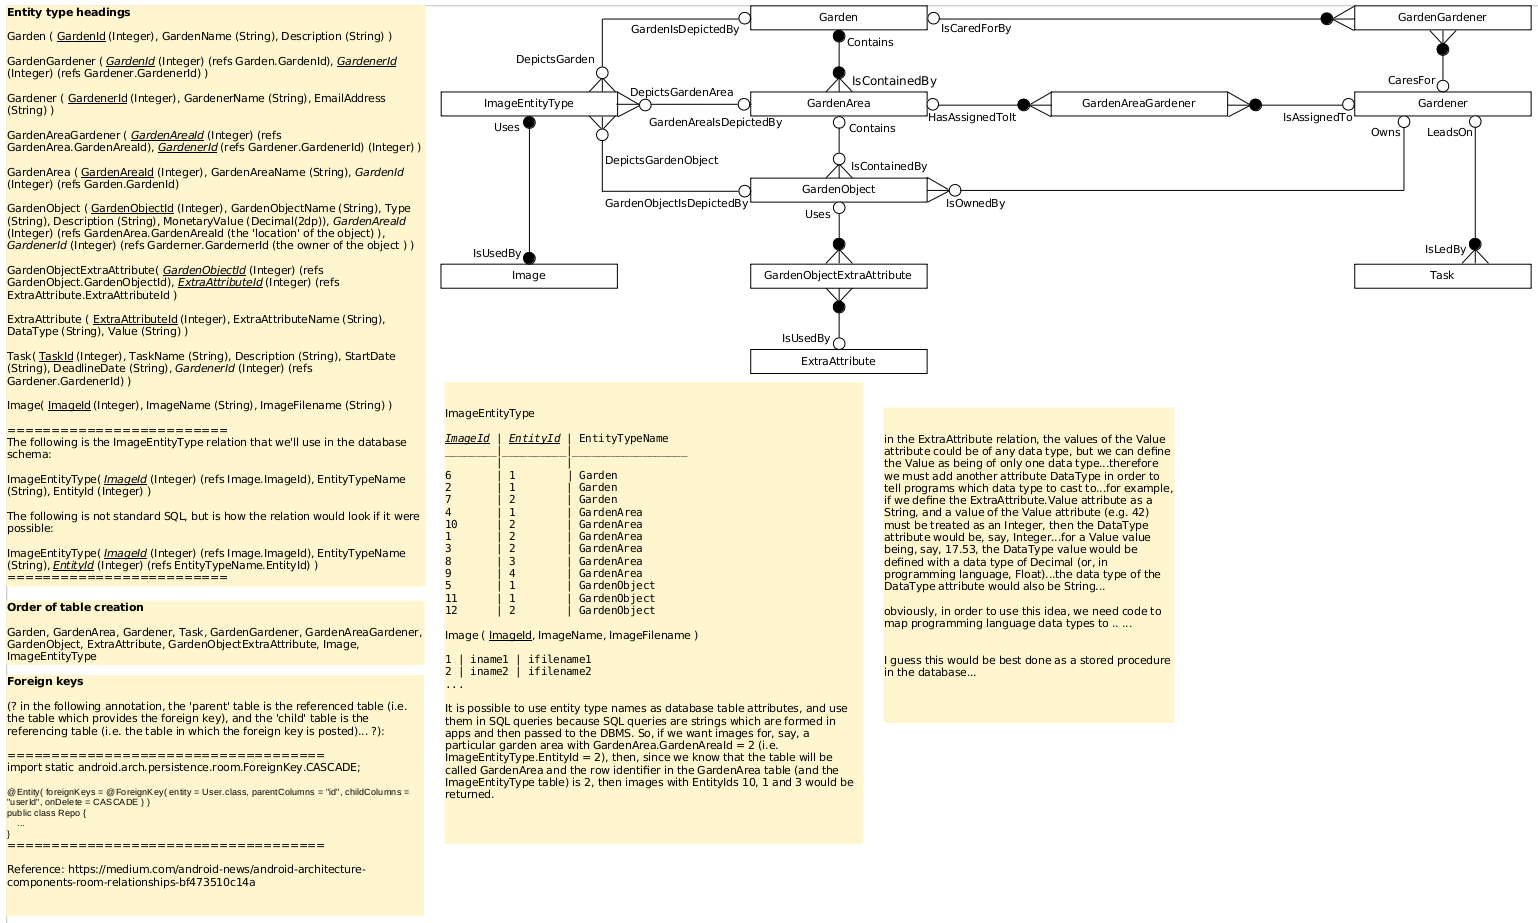 Entity type headings
Garden ( GardenId (Integer), GardenName (String), Description (String) )
GardenGardener ( GardenId (Integer) (refs Garden.GardenId), GardenerId
(Integer) (refs Gardener.GardenerId) )
Gardener ( GardenerId (Integer), GardenerName (String), EmailAddress
(String) )
GardenAreaGardener ( GardenAreaId (Integer) (refs
GardenArea.GardenAreaId), GardenerId (refs Gardener.GardenerId) (Integer) )
GardenArea ( GardenAreaId (Integer), GardenAreaName (String), GardenId
(Integer) (refs Garden.GardenId)
GardenObject ( GardenObjectId (Integer), GardenObjectName (String), Type
(String), Description (String), MonetaryValue (Decimal(2dp)), GardenAreaId
(Integer) (refs GardenArea.GardenAreaId (the 'location' of the object) ),
GardenerId (Integer) (refs Garderner.GardernerId (the owner of the object ) )
GardenObjectExtraAttribute( GardenObjectId (Integer) (refs
GardenObject.GardenObjectId), ExtraAttributeId (Integer) (refs
ExtraAttribute.ExtraAttributeId )
ExtraAttribute ( ExtraAttributeId (Integer), ExtraAttributeName (String),
DataType (String), Value (String) )
Task( TaskId (Integer), TaskName (String), Description (String), StartDate
(String), DeadlineDate (String), GardenerId (Integer) (refs
Gardener.GardenerId) )
Image( ImageId (Integer), ImageName (String), ImageFilename (String) )
=========================
The following is the ImageEntityType relation that we'll use in the database
schema:
ImageEntityType( ImageId (Integer) (refs Image.ImageId), EntityTypeName
(String), EntityId (Integer) )
The following is not standard SQL, but is how the relation would look if it were
possible:
ImageEntityType( ImageId (Integer) (refs Image.ImageId), EntityTypeName
(String), EntityId (Integer) (refs EntityTypeName.EntityId) )
=========================
Order of table creation
Garden, GardenArea, Gardener, Task, GardenGardener, GardenAreaGardener,
GardenObject, ExtraAttribute, GardenObjectExtraAttribute, Image,
ImageEntityType
Foreign keys
(? in the following annotation, the 'parent' table is the referenced table (i.e.
the table which provides the foreign key), and the 'child' table is the
referencing table (i.e. the table in which the foreign key is posted)... ?):
====================================
import static android.arch.persistence.room.ForeignKey.CASCADE;
@Entity( foreignKeys = @ForeignKey( entity = User.class, parentColumns = "id", childColumns =
"userId", onDelete = CASCADE ) )
public class Repo {
...
}
====================================
Reference: https://medium.com/android-news/android-architecture-
components-room-relationships-bf473510c14a
Garden
GardenGardener
GardenIsDepictedBy
IsCaredForBy
Contains
DepictsGarden
IsContainedBy
CaresFor
DepictsGardenArea
ImageEntityType
GardenArea
GardenAreaGardener
Gardener
Uses
GardenAreaIsDepictedBy
HasAssignedToIt
IsAssignedTo
Contains
Owns
LeadsOn
DepictsGardenObject
IsContainedBy
GardenObject
GardenObjectIsDepictedBy
IsOwnedBy
Uses
IsUsedBy
IsLedBy
Image
GardenObjectExtraAttribute
Task
IsUsedBy
ExtraAttribute
ImageEntityType
ImageId | EntityId | EntityTypeName
6 | 1 | Garden
2 | 1 | Garden
7 | 2 | Garden
4 | 1 | GardenArea
10 | 2 | GardenArea
1 | 2 | GardenArea
3 | 2 | GardenArea
8 | 3 | GardenArea
9 | 4 | GardenArea
5 | 1 | GardenObject
11 | 1 | GardenObject
12 | 2 | GardenObject
Image ( ImageId, ImageName, ImageFilename )
1 | iname1 | ifilename1
2 | iname2 | ifilename2
...
It is possible to use entity type names as database table attributes, and use
them in SQL queries because SQL queries are strings which are formed in
apps and then passed to the DBMS. So, if we want images for, say, a
particular garden area with GardenArea.GardenAreaId = 2 (i.e.
ImageEntityType.EntityId = 2), then, since we know that the table will be
called GardenArea and the row identifier in the GardenArea table (and the
ImageEntityType table) is 2, then images with EntityIds 10, 1 and 3 would be
returned.
in the ExtraAttribute relation, the values of the Value
attribute could be of any data type, but we can define
the Value as being of only one data type...therefore
we must add another attribute DataType in order to
tell programs which data type to cast to...for example,
if we define the ExtraAttribute.Value attribute as a
String, and a value of the Value attribute (e.g. 42)
must be treated as an Integer, then the DataType
attribute would be, say, Integer...for a Value value
being, say, 17.53, the DataType value would be
defined with a data type of Decimal (or, in
programming language, Float)...the data type of the
DataType attribute would also be String...
obviously, in order to use this idea, we need code to
map programming language data types to .. ...
I guess this would be best done as a stored procedure
in the database...